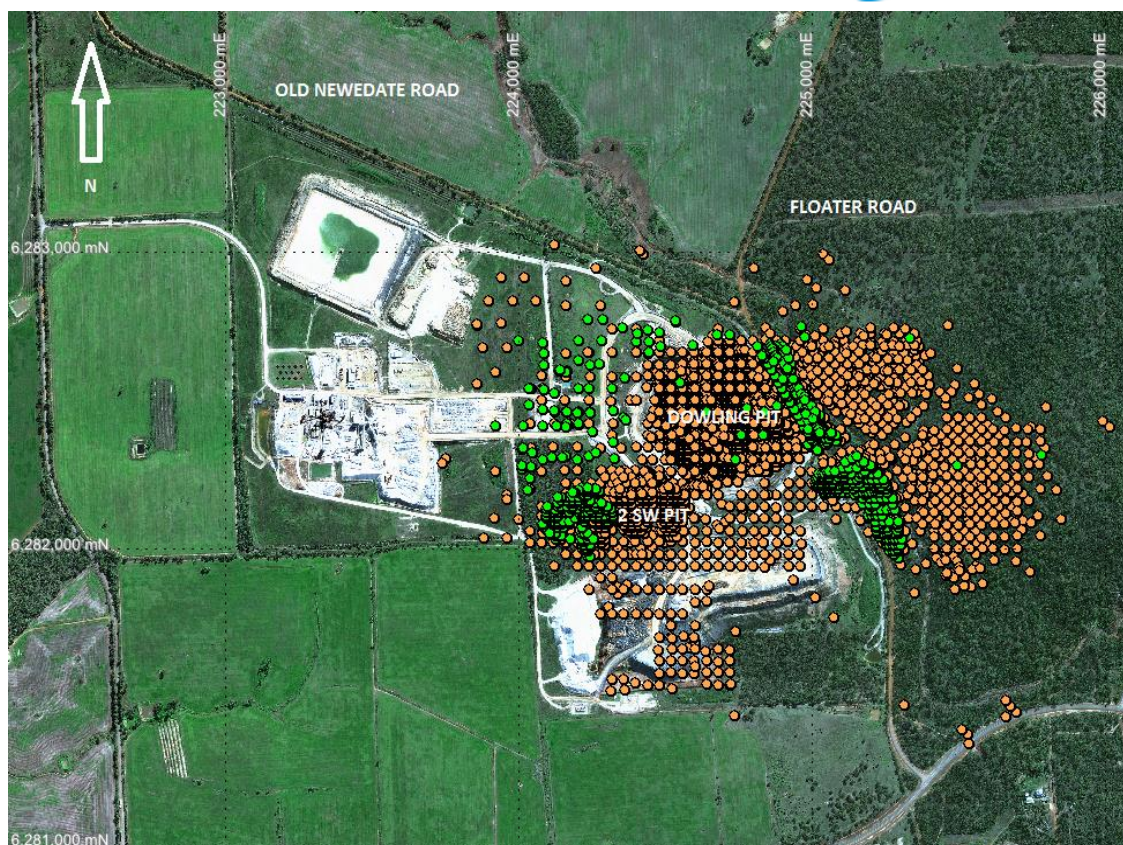 223,000 mE
224,000 mE
225,000 mE
226,000 mE
OLD NEWEDATE ROAD
N
FLOATER ROAD
6,283,000 mN
DOWLING PIT
2 SW PIT
6,282,000 mN
6,281,000 mN